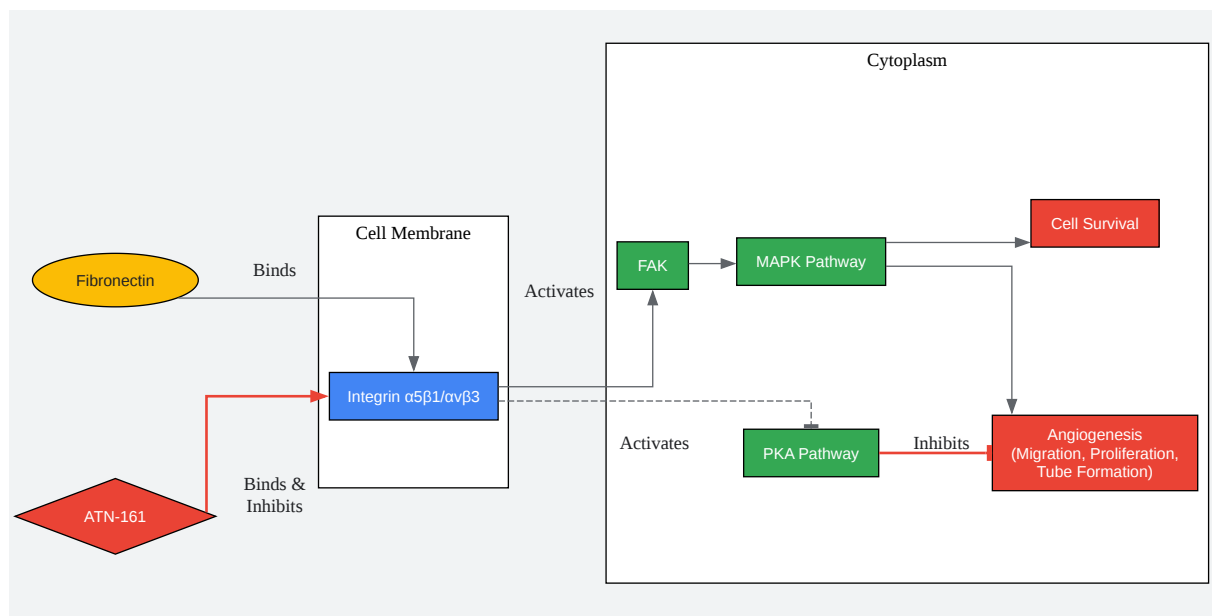 Cytoplasm
Cell Membrane
Cell Survival
Fibronectin
Binds
Activates
FAK
MAPK Pathway
Integrin α5β1/αvβ3
ATN-161
Binds &
Inhibits
Activates
PKA Pathway
Inhibits
Angiogenesis
(Migration, Proliferation,
Tube Formation)